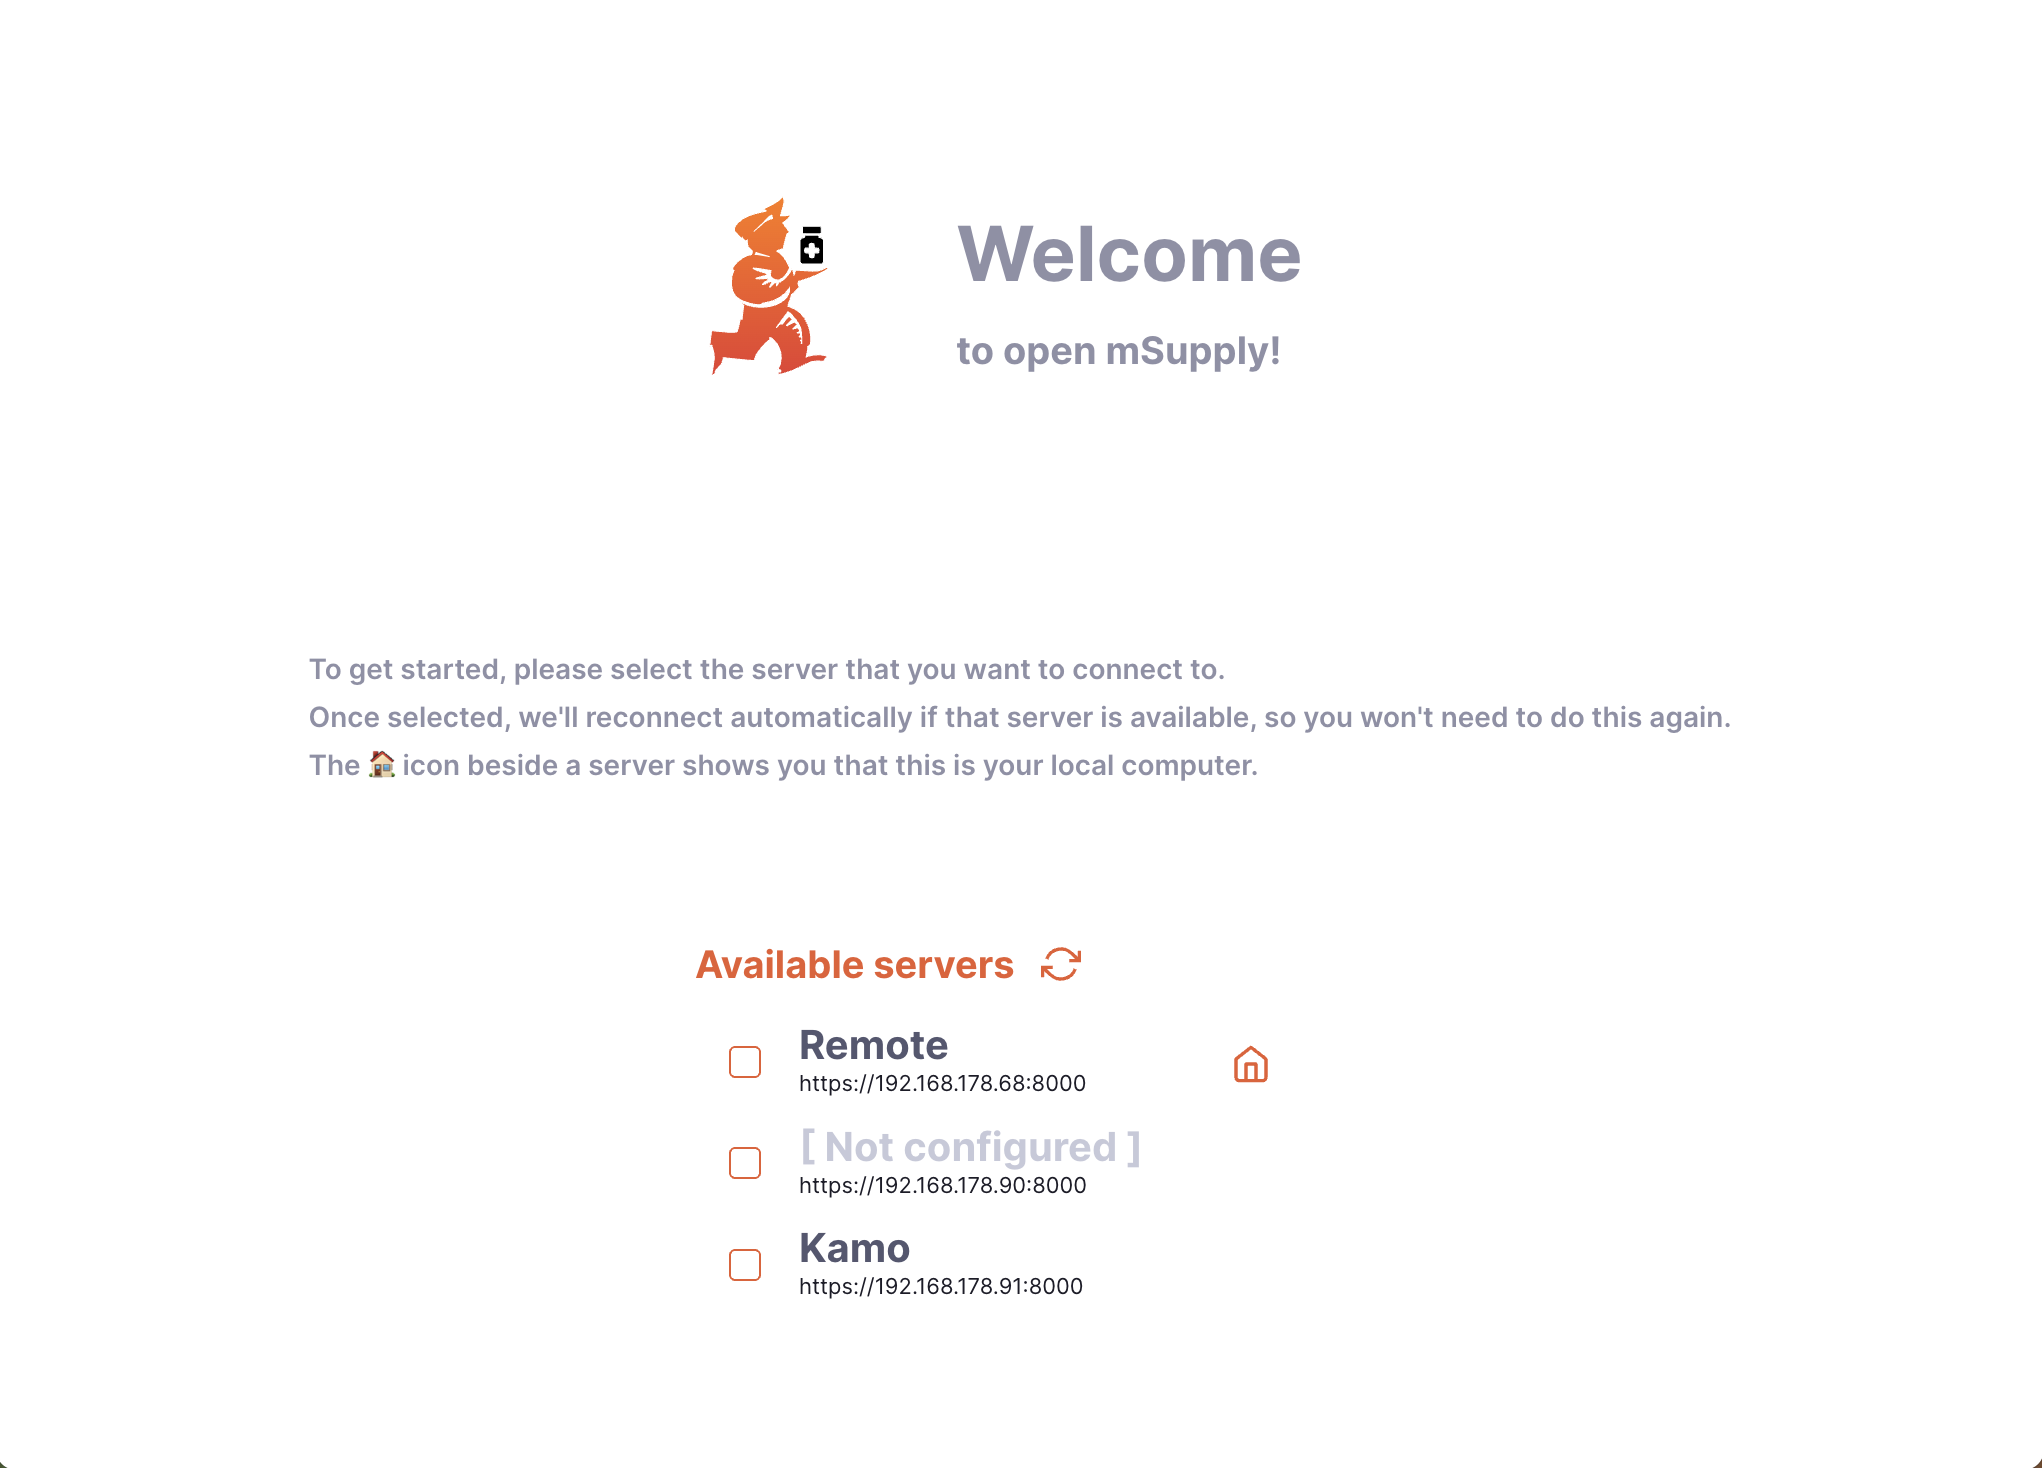 Welcome
to open mSupply!
To get started, please select the server that you want to connect to.
Once selected, we'll reconnect automatically if that server is available, so you won't need to do this again.
The 🏠 icon beside a server shows you that this is your local computer.
Available servers
Remote
https://192.168.178.68:8000
[ Not configured ]
https://192.168.178.90:8000
Kamo
https://192.168.178.91:8000